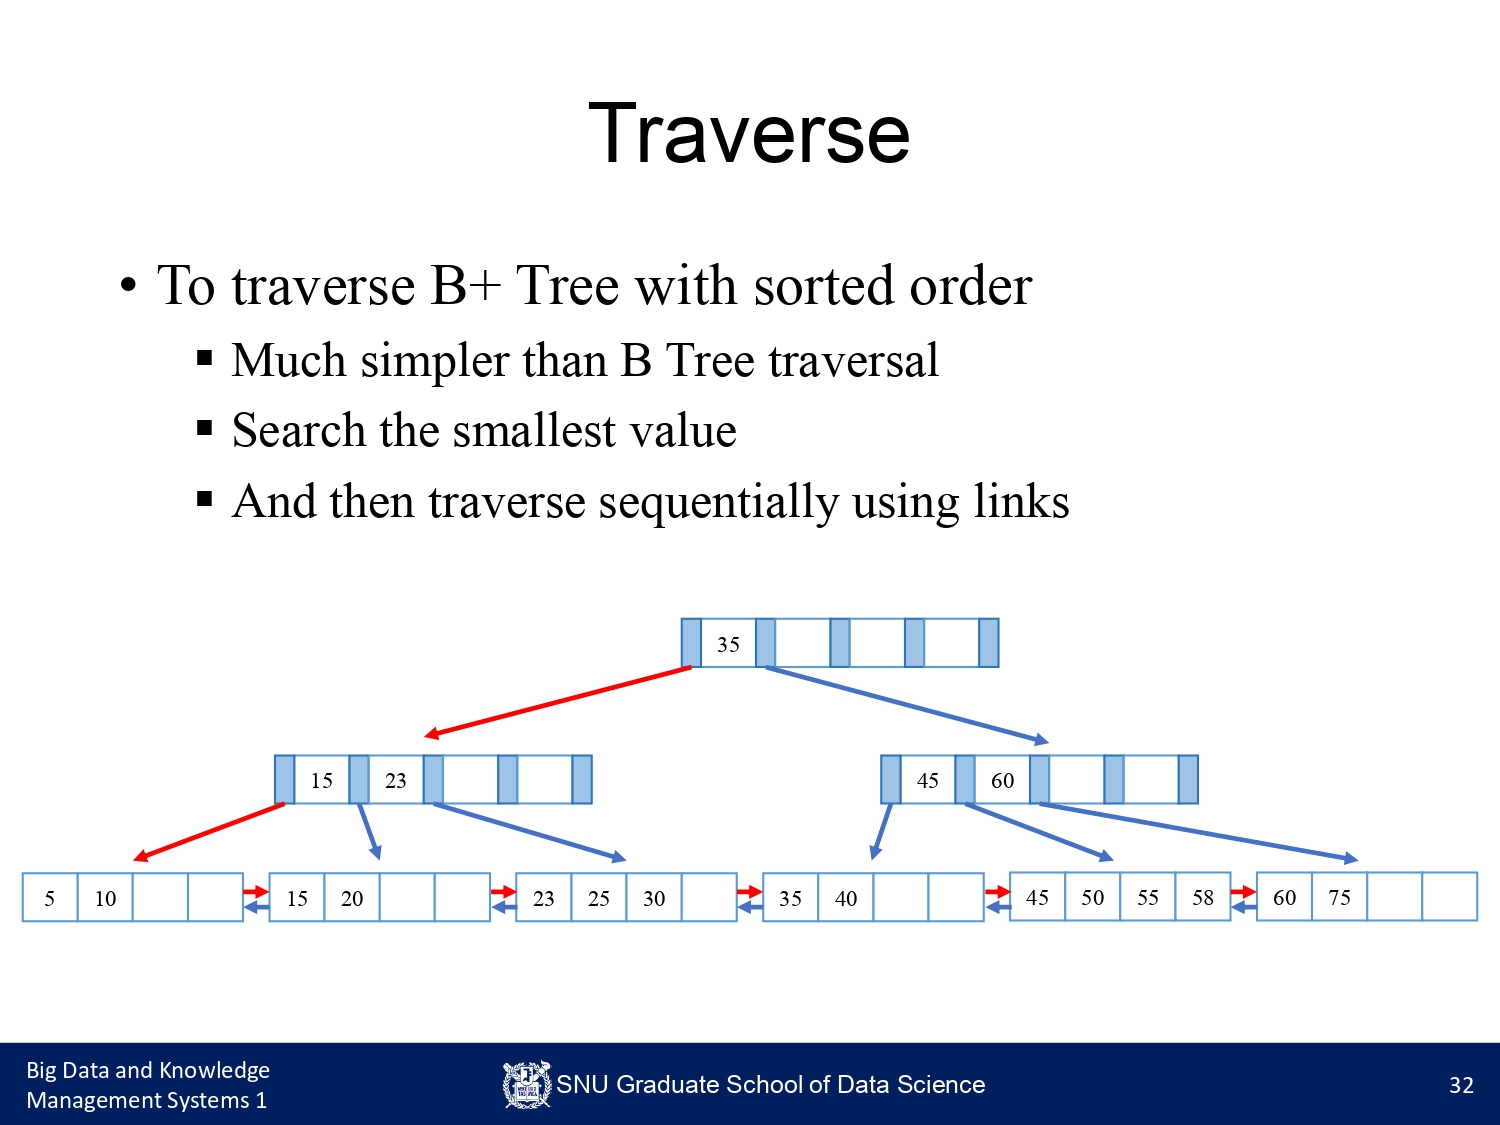 Traverse
• To traverse B+ Tree with sorted order
▪ Much simpler than B Tree traversal
▪ Search the smallest value
▪ And then traverse sequentially using links
35
15 23
45 60
5 10
15 20
23 25 30
35 40
45 50 55 58
60 75
Big Data and Knowledge
Management Systems 1
SNU Graduate School of Data Science
32